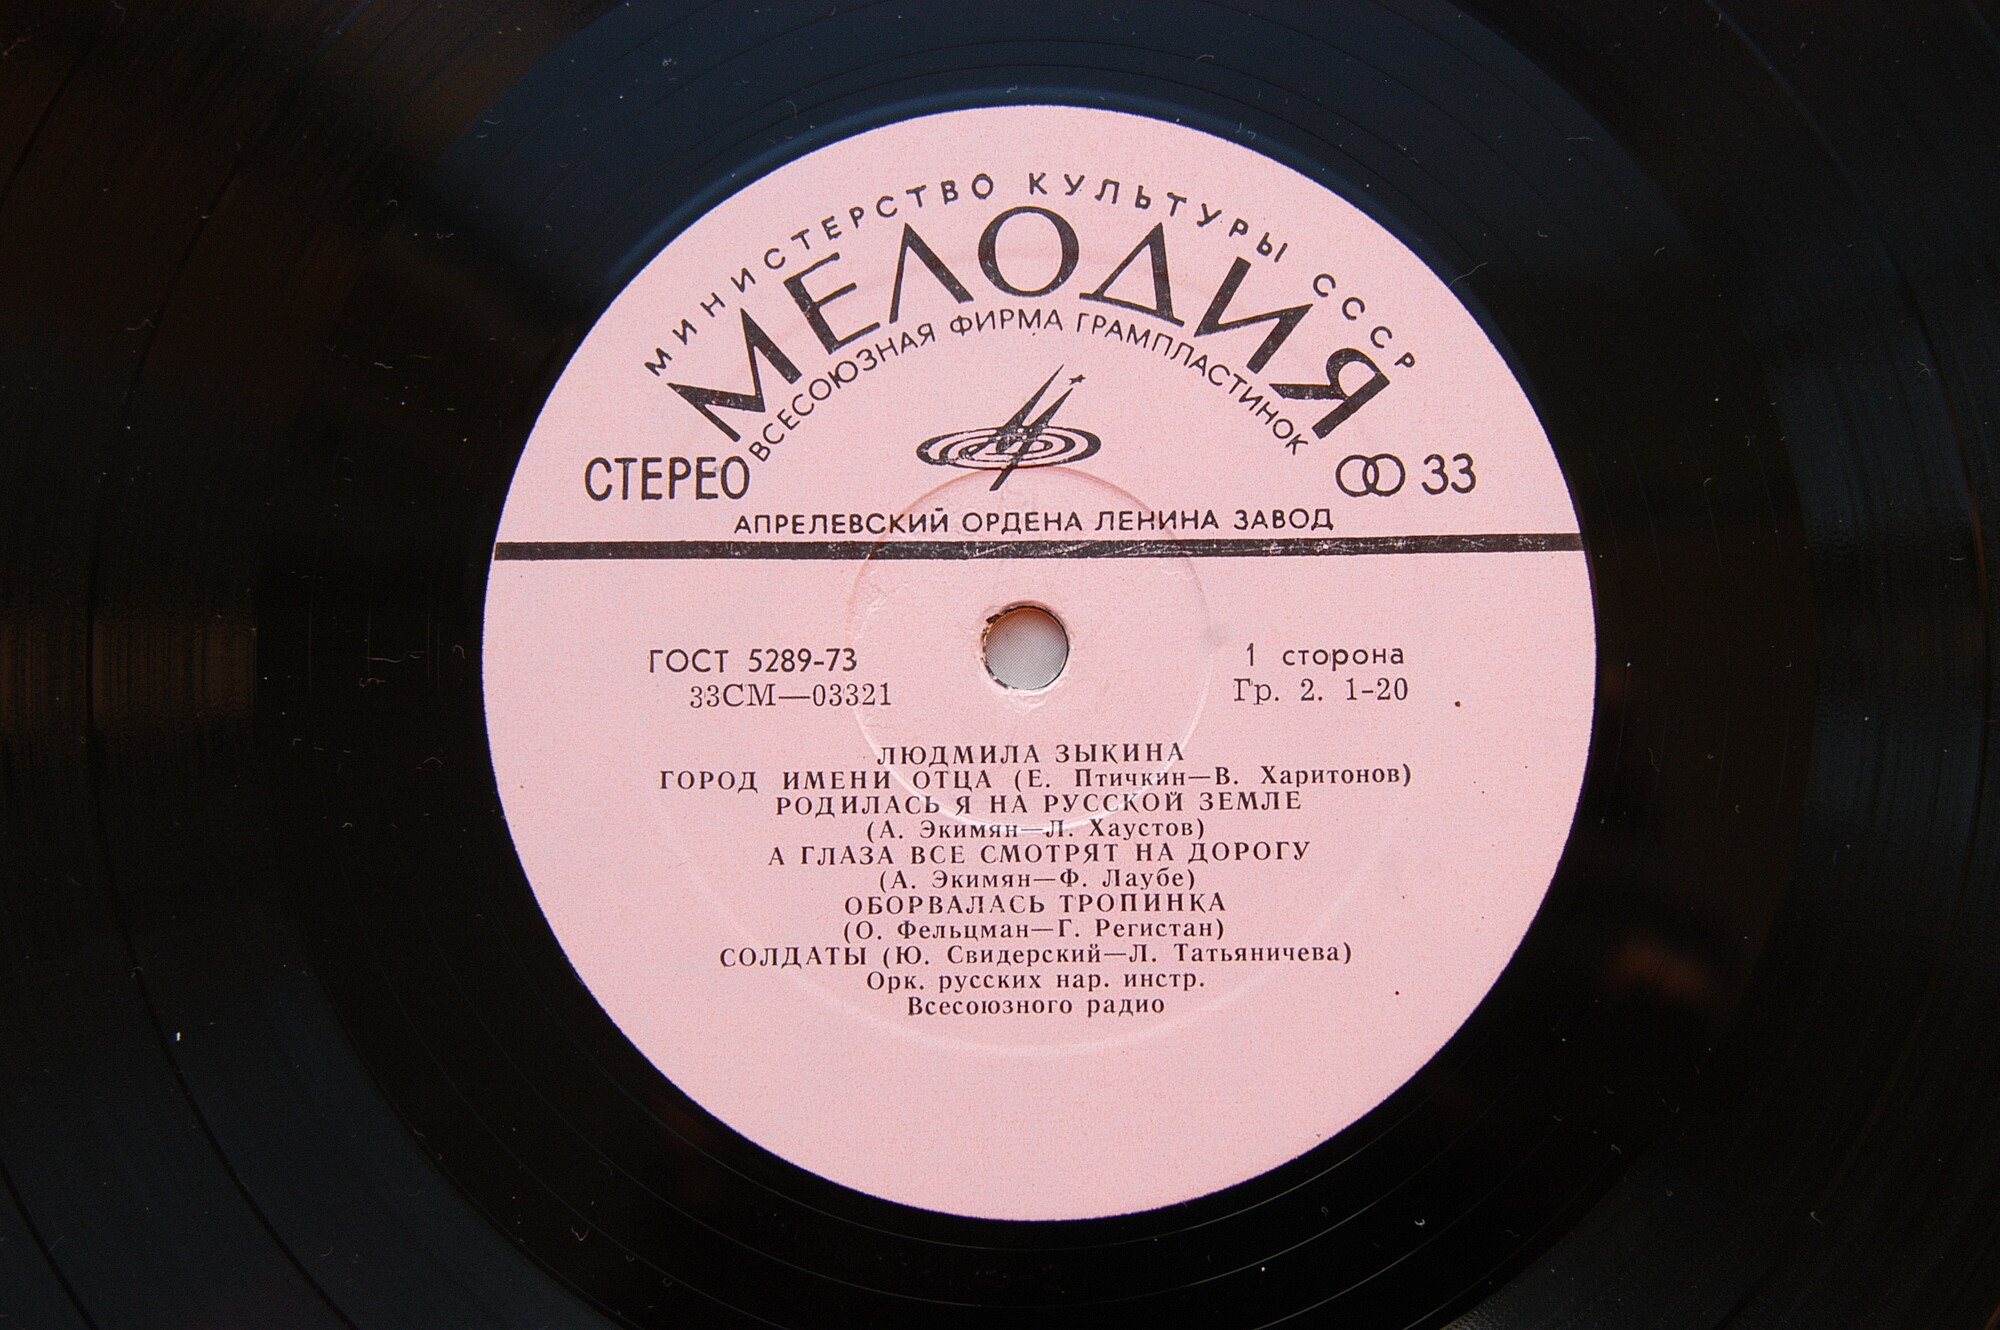 МИНИСТЕРСТВО КУЛЬТУРЫ СССР
МЕЛОДИЯ
ВСЕСОЮЗНАЯ ФИРМА ГРАМПЛАСТИНОК
СТЕРЕО
33
АПРЕЛЕВСКИЙ ОРДЕНА ЛЕНИНА ЗАВОД
ГОСТ 5289-73
33СМ—03321
1 сторона
Гр. 2. 1-20
ЛЮДМИЛА ЗЫКИНА
ГОРОД ИМЕНИ ОТЦА (Е. Птичкин—В. Харитонов)
РОДИЛАСЬ Я НА РУССКОЙ ЗЕМЛЕ
(А. Экимян—Л. Хаустов)
А ГЛАЗА ВСЕ СМОТРЯТ НА ДОРОГУ
(А. Экимян—Ф. Лаубе)
ОБОРВАЛАСЬ ТРОПИНКА
(О. Фельцман—Г. Регистан)
СОЛДАТЫ (Ю. Свидерский—Л. Татьяничева)
Орк. русских нар. инстр.
Всесоюзного радио